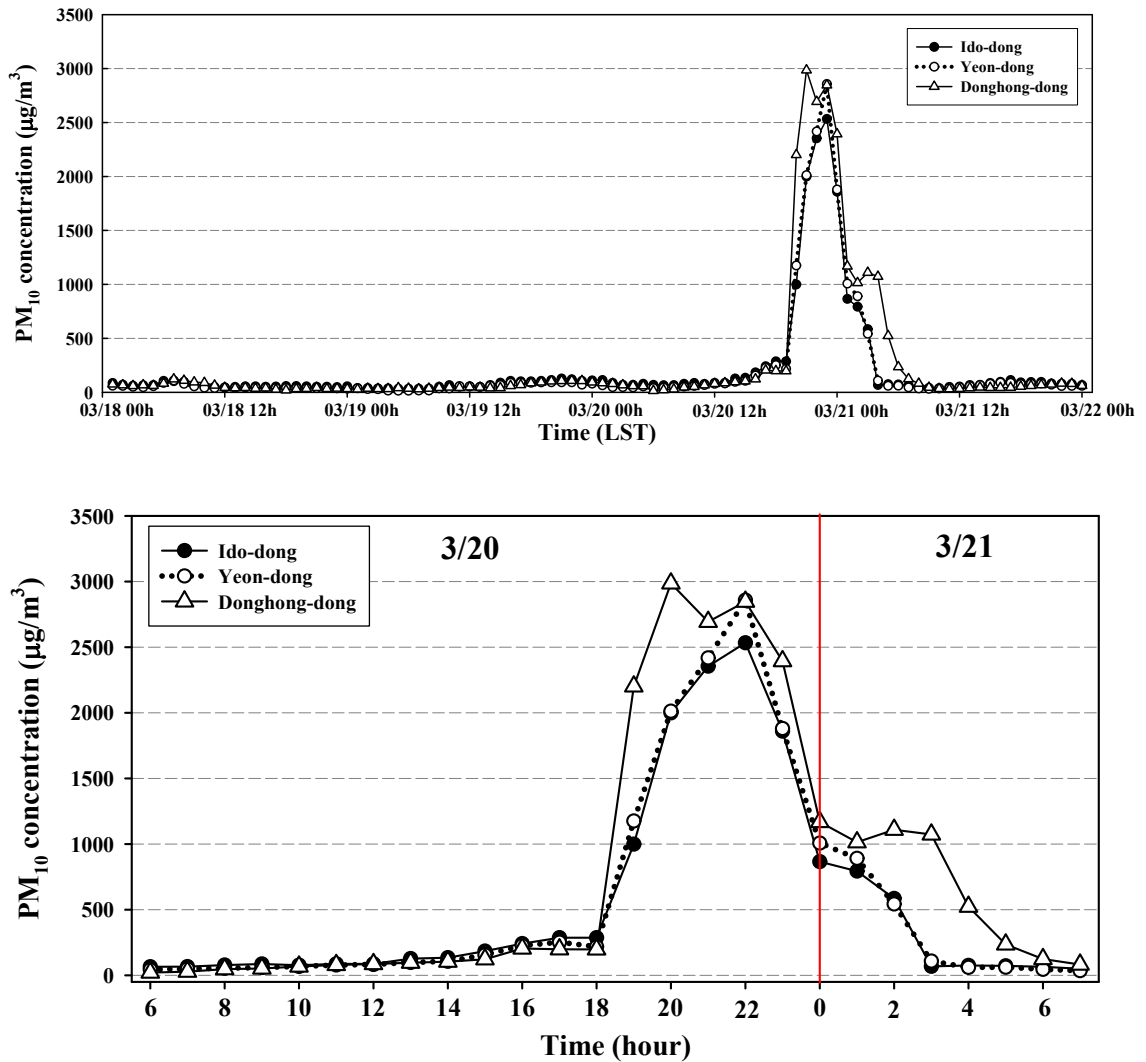 3500
3000
2500
2000
1500
1000
500
0
PM10 concentration (μg/m3)
Ido-dong
Yeon-dong
Donghong-dong
03/18 00h 03/18 12h 03/19 00h 03/19 12h 03/20 00h 03/20 12h 03/21 00h 03/21 12h 03/22 00h
Time (LST)
3500
3000
2500
2000
1500
1000
500
0
PM10 concentration (μg/m3)
Ido-dong
Yeon-dong
Donghong-dong
3/20
3/21
6 8 10 12 14 16 18 20 22 0 2 4 6
Time (hour)